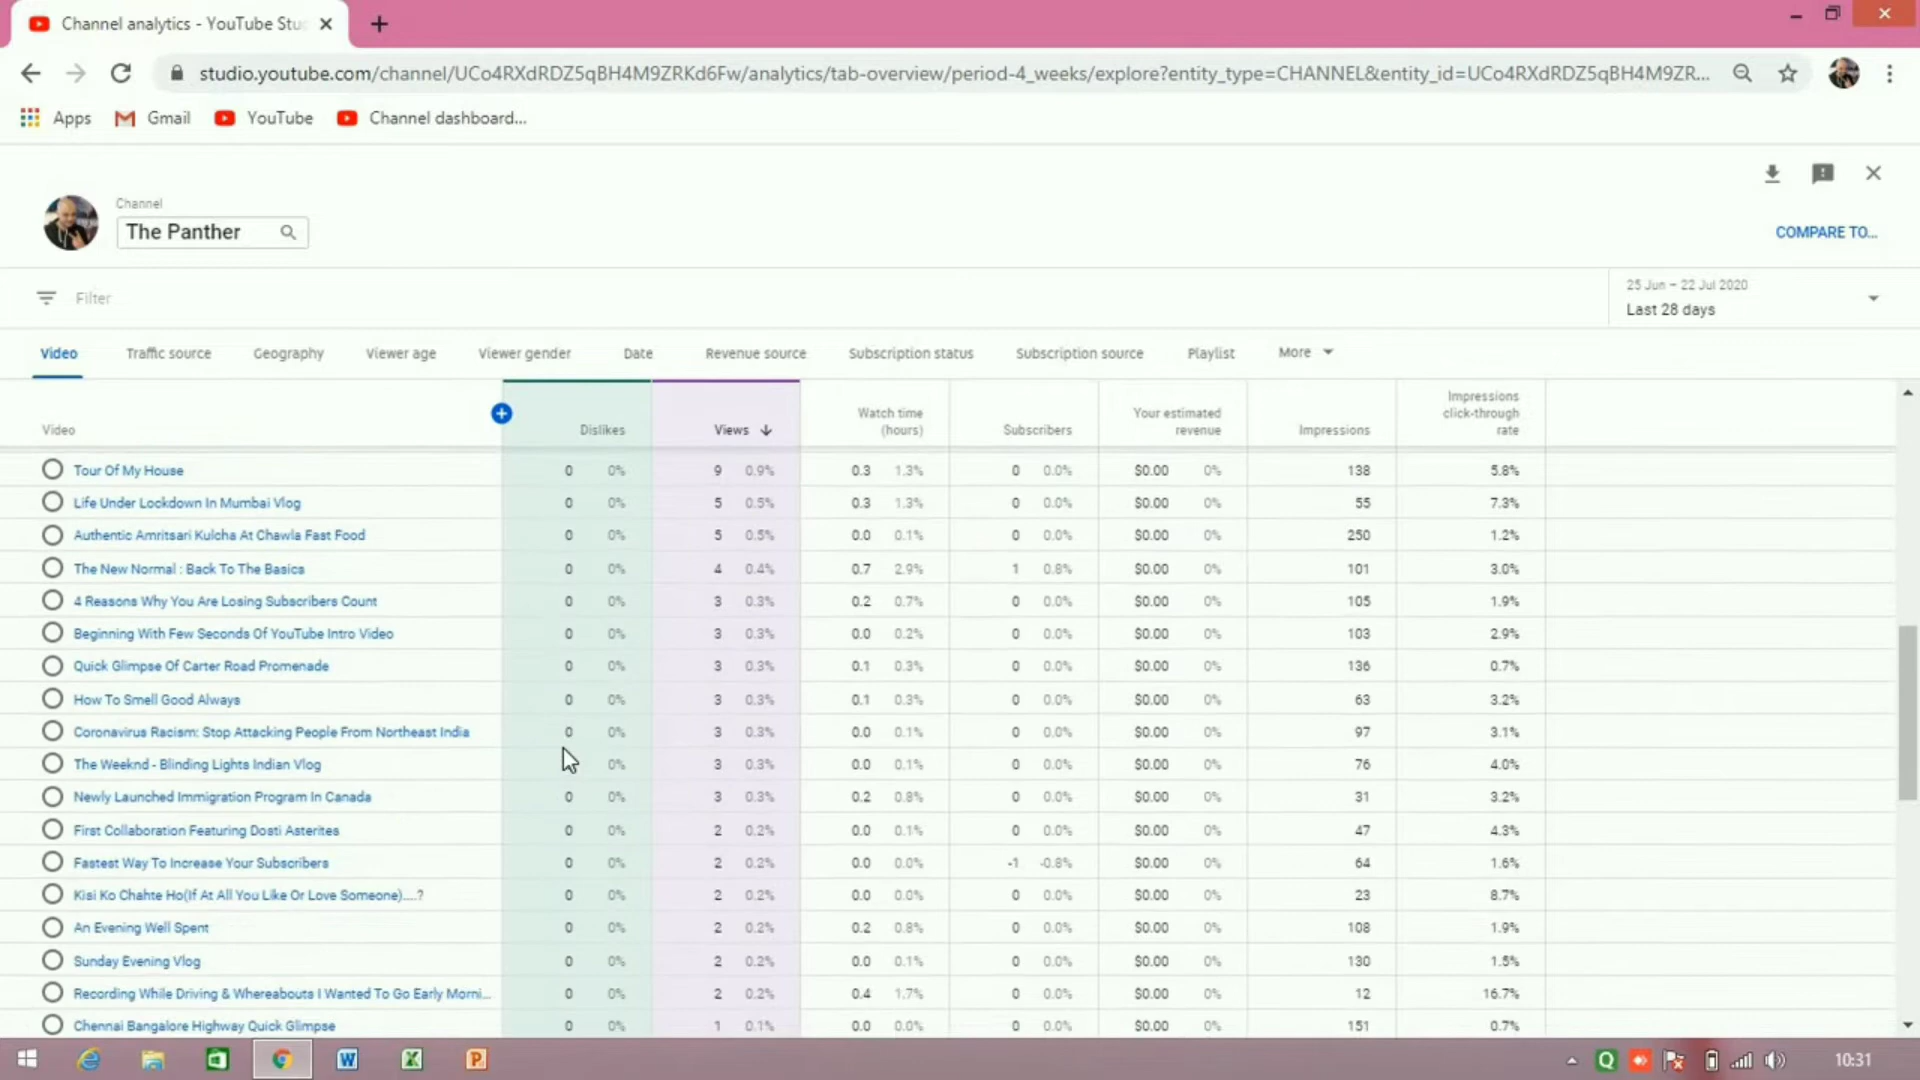 Channel analytics - YouTube Stu
studio.youtube.com/channel/UCo4RXdRDZ5qBH4M9ZRKd6Fw/analytics/tab-overview/period-4_weeks/explore?entity_type=CHANNEL&entity_id=UCo4RXdRDZ5qBH4M9ZR...
Apps Gmail YouTube Channel dashboard...
Channel
The Panther
COMPARE TO...
Filter
25 Jun – 22 Jul 2020
Last 28 days
Video Traffic source Geography Viewer age Viewer gender Date Revenue source Subscription status Subscription source Playlist More
Video Dislikes Views Watch time (hours) Subscribers Your estimated revenue Impressions Impressions click-through rate
Tour Of My House 0 0% 9 0.9% 0.3 1.3% 0 0.0% $0.00 0% 138 5.8%
Life Under Lockdown In Mumbai Vlog 0 0% 5 0.5% 0.3 1.3% 0 0.0% $0.00 0% 55 7.3%
Authentic Amritsari Kulcha At Chawla Fast Food 0 0% 5 0.5% 0.0 0.1% 0 0.0% $0.00 0% 250 1.2%
The New Normal : Back To The Basics 0 0% 4 0.4% 0.7 2.9% 1 0.8% $0.00 0% 101 3.0%
4 Reasons Why You Are Losing Subscribers Count 0 0% 3 0.3% 0.2 0.7% 0 0.0% $0.00 0% 105 1.9%
Beginning With Few Seconds Of YouTube Intro Video 0 0% 3 0.3% 0.0 0.2% 0 0.0% $0.00 0% 103 2.9%
Quick Glimpse Of Carter Road Promenade 0 0% 3 0.3% 0.1 0.3% 0 0.0% $0.00 0% 136 0.7%
How To Smell Good Always 0 0% 3 0.3% 0.1 0.3% 0 0.0% $0.00 0% 63 3.2%
Coronavirus Racism: Stop Attacking People From Northeast India 0 0% 3 0.3% 0.0 0.1% 0 0.0% $0.00 0% 97 3.1%
The Weeknd - Blinding Lights Indian Vlog 0% 3 0.3% 0.0 0.1% 0 0.0% $0.00 0% 76 4.0%
Newly Launched Immigration Program In Canada 0 0% 3 0.3% 0.2 0.8% 0 0.0% $0.00 0% 31 3.2%
First Collaboration Featuring Dosti Asterites 0 0% 2 0.2% 0.0 0.1% 0 0.0% $0.00 0% 47 4.3%
Fastest Way To Increase Your Subscribers 0 0% 2 0.2% 0.0 0.0% -1 -0.8% $0.00 0% 64 1.6%
Kisi Ko Chahte Ho(If At All You Like Or Love Someone)....? 0 0% 2 0.2% 0.0 0.0% 0 0.0% $0.00 0% 23 8.7%
An Evening Well Spent 0 0% 2 0.2% 0.2 0.8% 0 0.0% $0.00 0% 108 1.9%
Sunday Evening Vlog 0 0% 2 0.2% 0.0 0.1% 0 0.0% $0.00 0% 130 1.5%
Recording While Driving & Whereabouts I Wanted To Go Early Morni... 0 0% 2 0.2% 0.4 1.7% 0 0.0% $0.00 0% 12 16.7%
Chennai Bangalore Highway Quick Glimpse 0 0% 1 0.1% 0.0 0.0% 0 0.0% $0.00 0% 151 0.7%
10:31